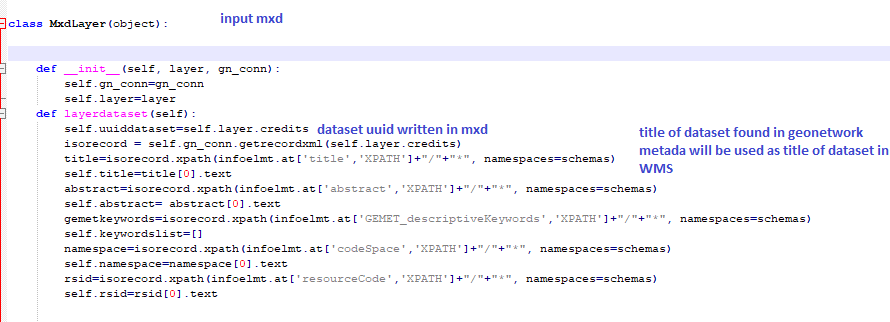 class MxdLayer(object): input mxd
def __init__(self, layer, gn_conn):
self.gn_conn=gn_conn
self.layer=layer
def layerdataset(self):
self.uuiddataset=self.layer.credits dataset uuid written in mxd
isorecord = self.gn_conn.getrecordxml(self.layer.credits)
title=isorecord.xpath(infoelmt.at['title','XPATH']+"/"+"*", namespaces=schemas)
self.title=title[0].text
abstract=isorecord.xpath(infoelmt.at['abstract','XPATH']+"/"+"*", namespaces=schemas)
self.abstract= abstract[0].text
gemetkeywords=isorecord.xpath(infoelmt.at['GEMET_descriptiveKeywords','XPATH']+"/"+"*", namespaces=schemas)
self.keywordslist=[]
namespace=isorecord.xpath(infoelmt.at['codeSpace','XPATH']+"/"+"*", namespaces=schemas)
self.namespace=namespace[0].text
rsid=isorecord.xpath(infoelmt.at['resourceCode','XPATH']+"/"+"*", namespaces=schemas)
self.rsid=rsid[0].text
title of dataset found in geonetwork
metada will be used as title of dataset in
WMS